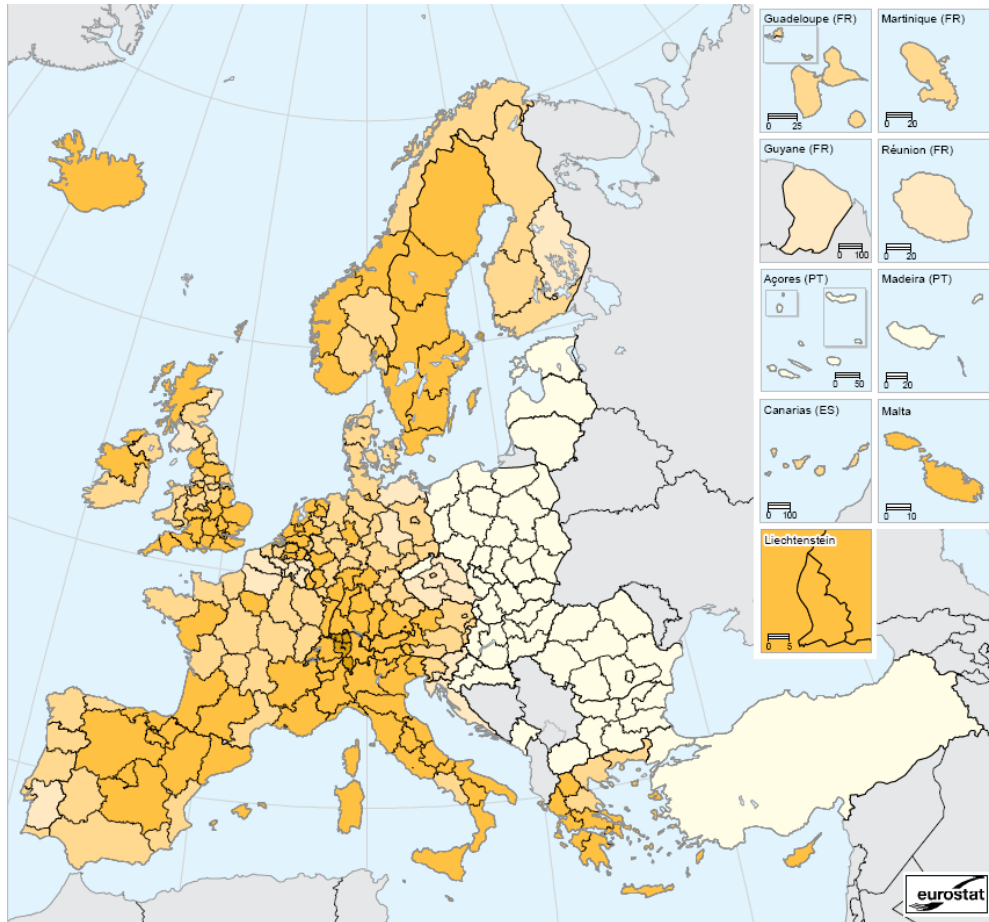 Guadeloupe (FR)
0 25
Martinique (FR)
0 20
Guyane (FR)
0 100
Réunion (FR)
0 20
Açores (PT)
0 50
Madeira (PT)
0 20
Canarias (ES)
0 100
Malta
0 10
Liechtenstein
0 5
eurostat